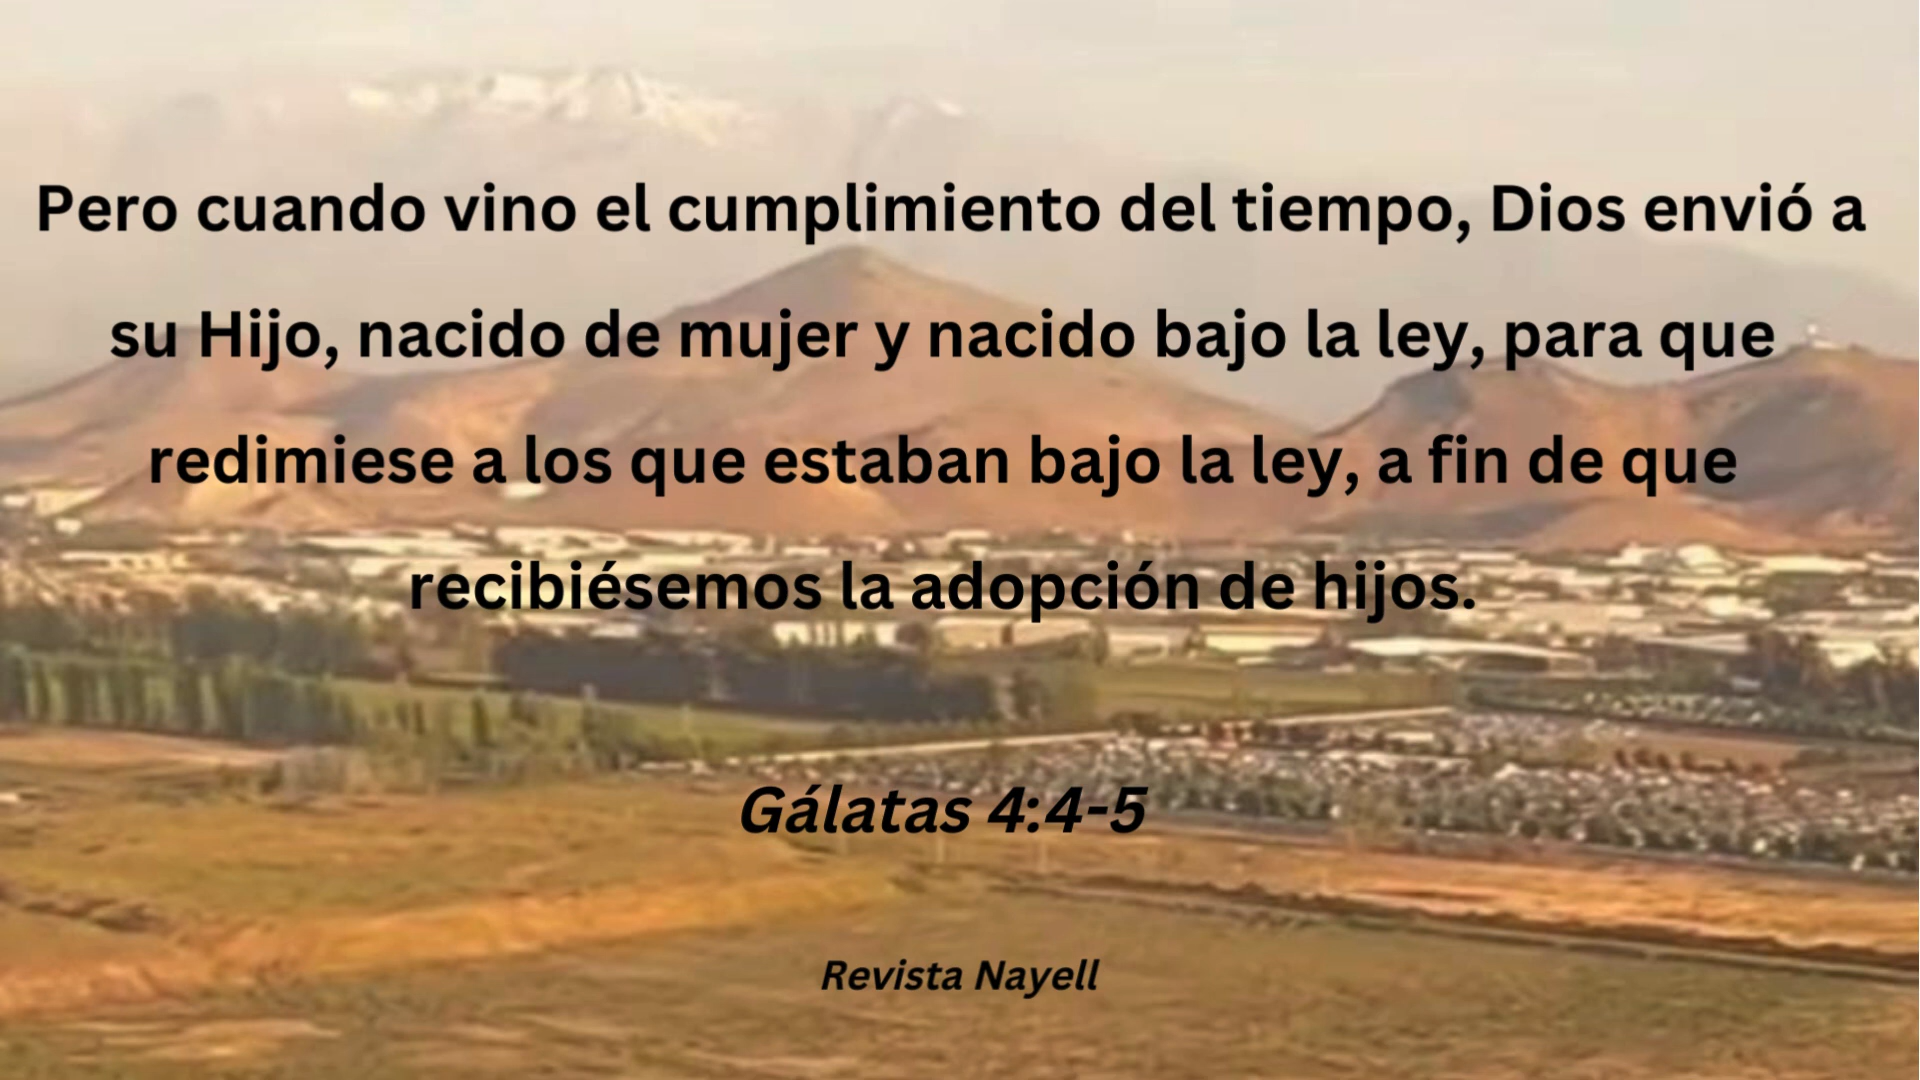 Pero cuando vino el cumplimiento del tiempo, Dios envió a
su Hijo, nacido de mujer y nacido bajo la ley, para que
redimiese a los que estaban bajo la ley, a fin de que
recibiésemos la adopción de hijos.
Gálatas 4:4-5
Revista Nayell